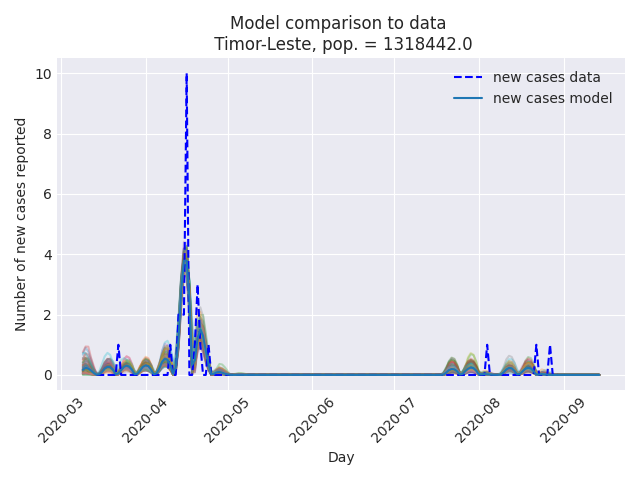 Model comparison to data
Timor-Leste, pop. = 1318442.0
new cases data
new cases model
Number of new cases reported
10
8
6
4
2
0
2020-03
2020-04
2020-05
2020-06
2020-07
2020-08
2020-09
Day